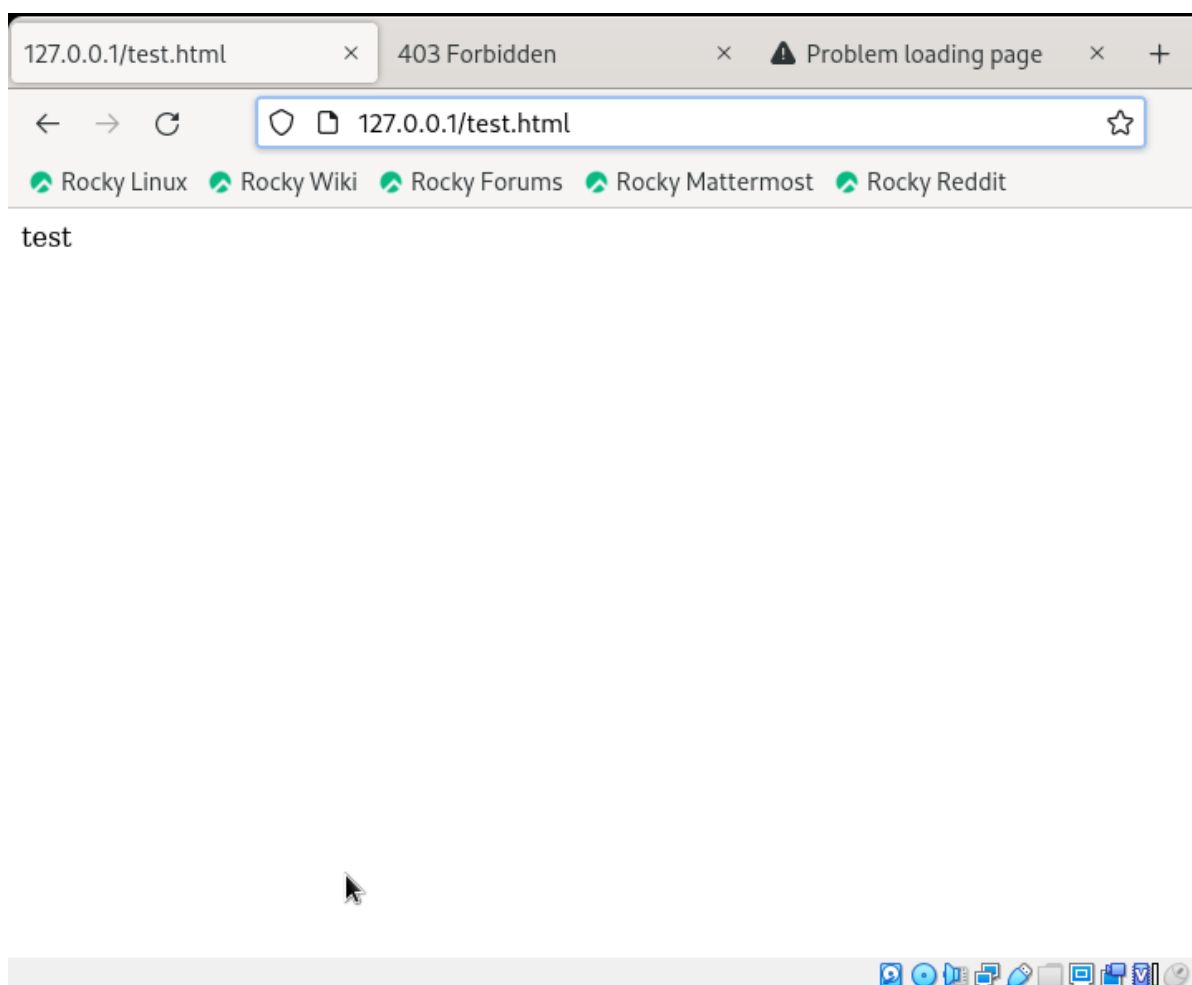 127.0.0.1/test.html 403 Forbidden Problem loading page
127.0.0.1/test.html
Rocky Linux Rocky Wiki Rocky Forums Rocky Mattermost Rocky Reddit
test